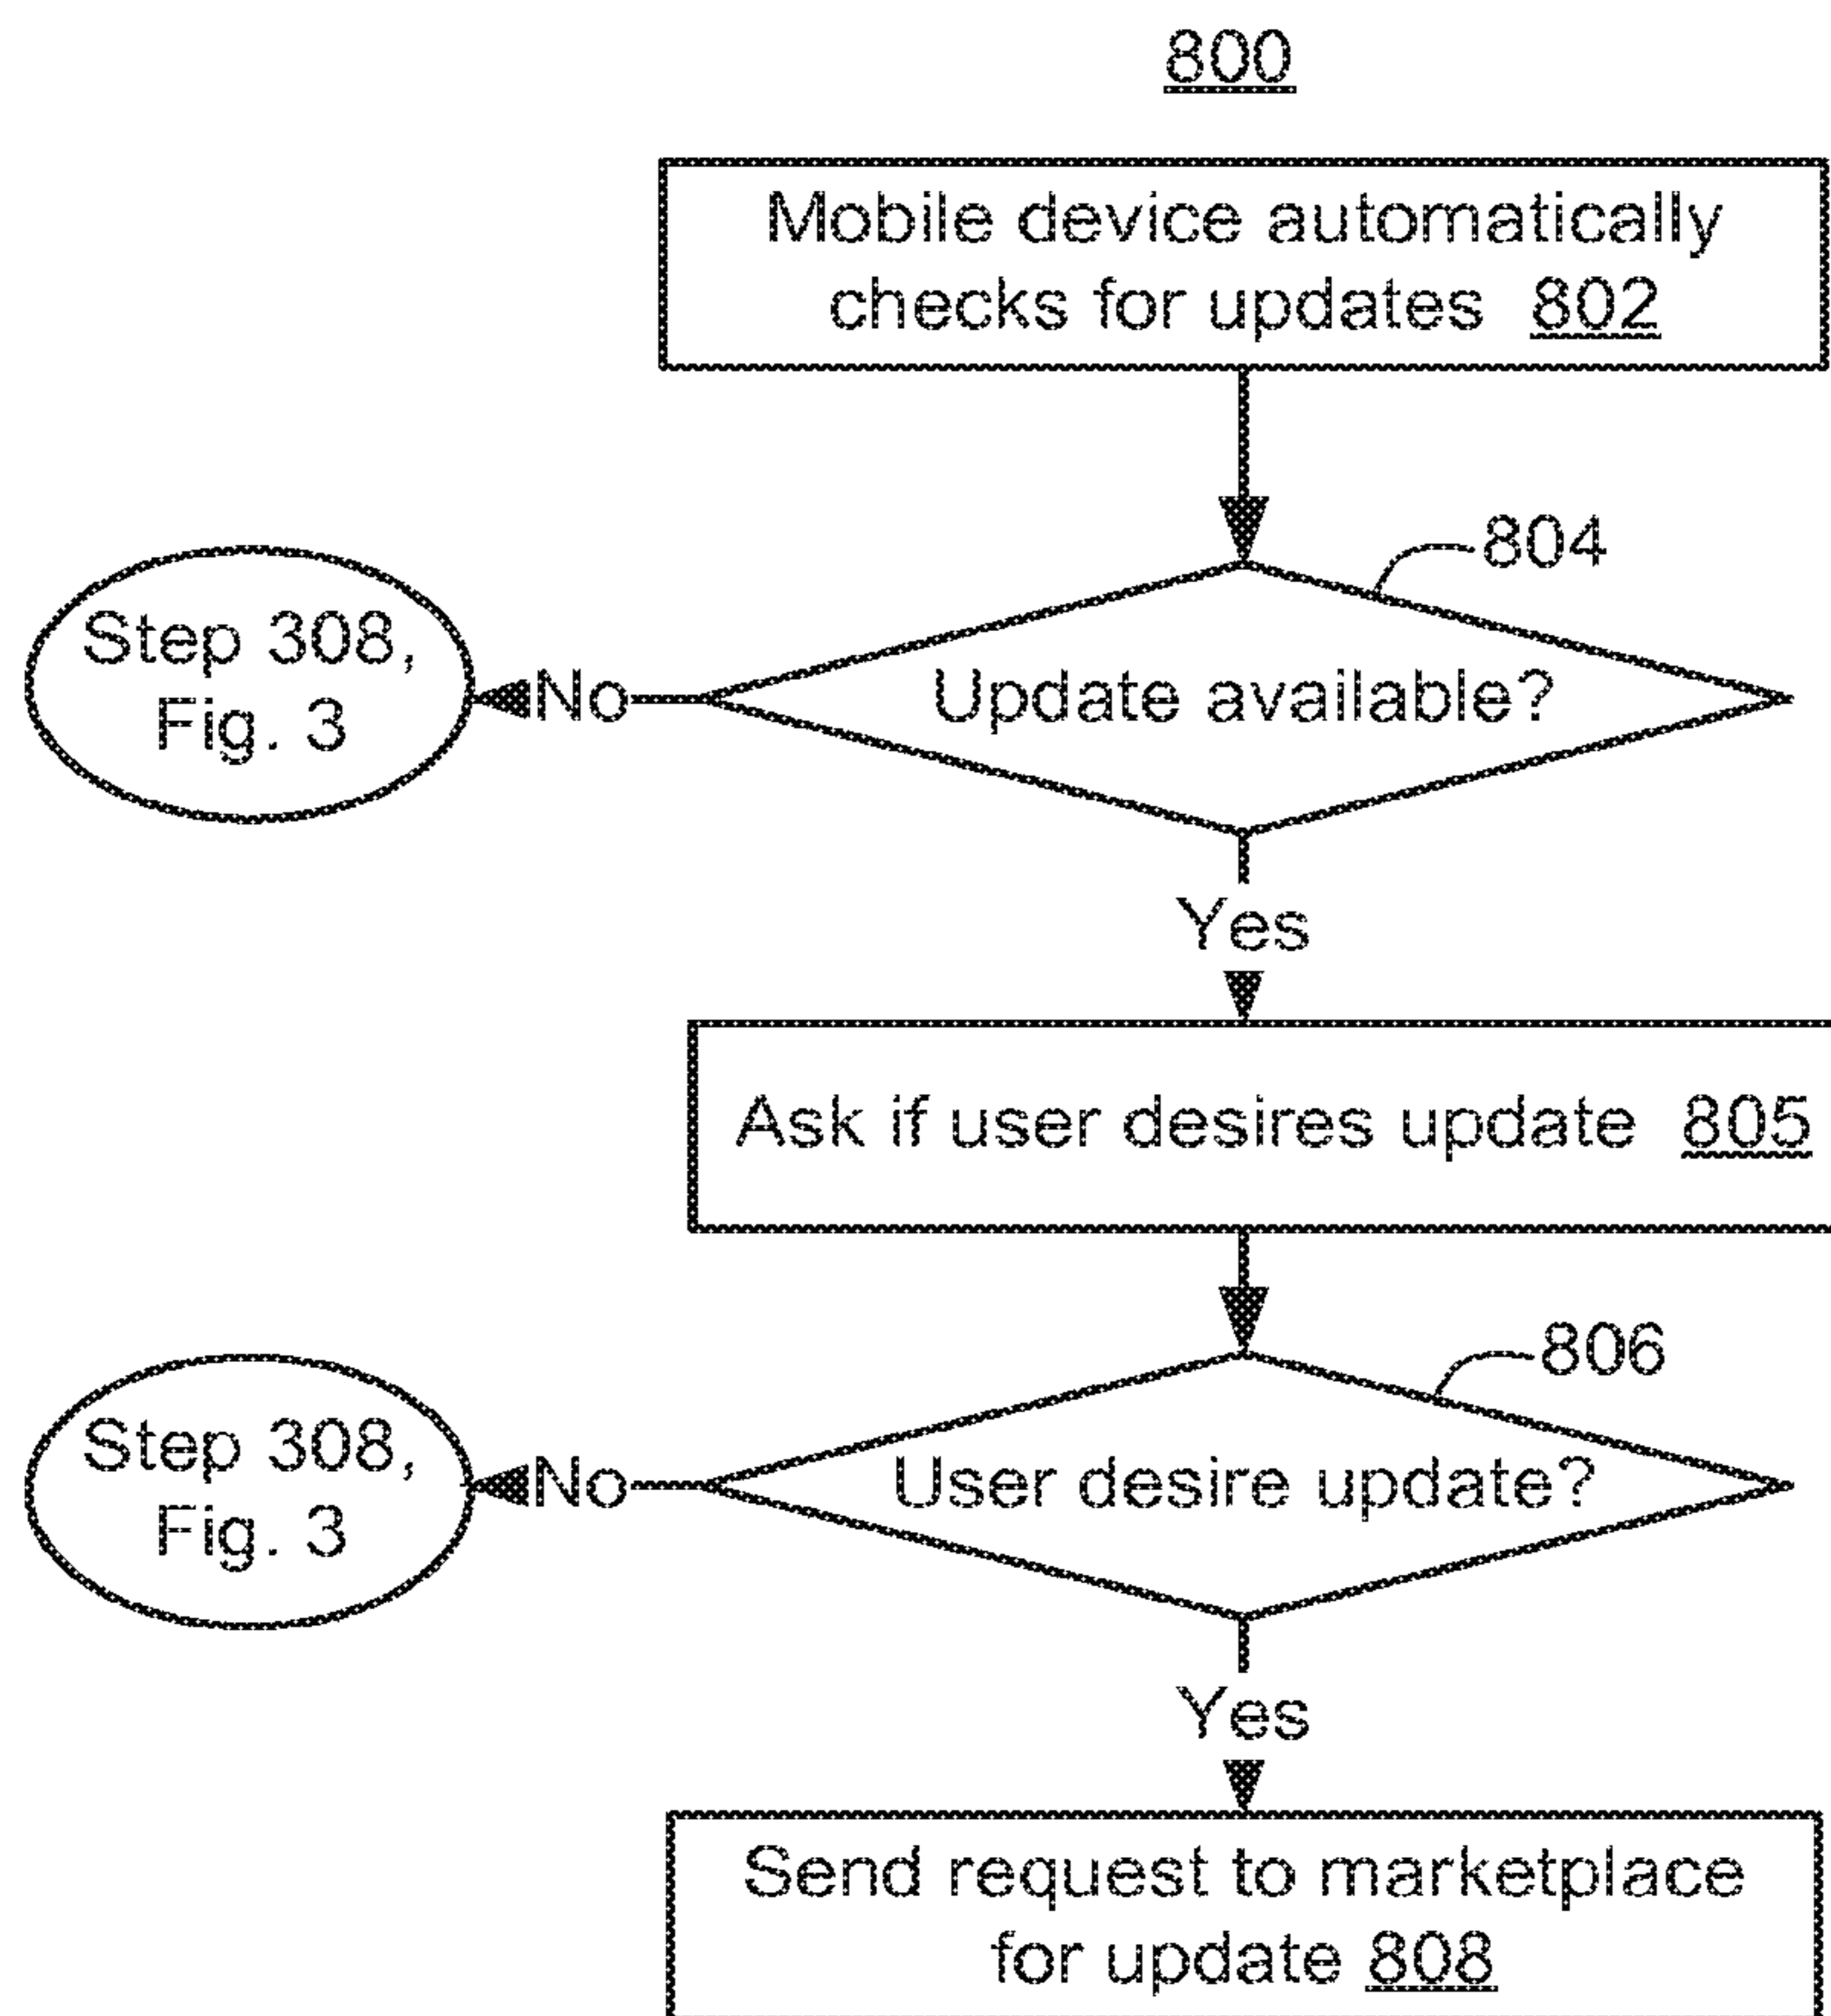 800
Mobile device automatically
checks for updates 802
804
Step 308,
Fig. 3
No
Update available?
Yes
Ask if user desires update 805
806
Step 308,
Fig. 3
No
User desire update?
Yes
Send request to marketplace
for update 808